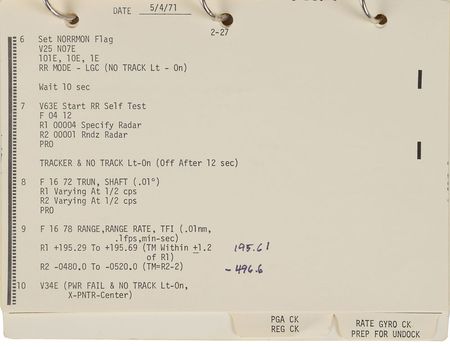 DATE 5/4/71
2-27
6 Set NORRMON Flag
V25 N07E
101E, 10E, 1E
RR MODE - LGC (NO TRACK Lt - On)
Wait 10 sec
7 V63E Start RR Self Test
F 04 12
R1 00004 Specify Radar
R2 00001 Rndz Radar
PRO
TRACKER & NO TRACK Lt-On (Off After 12 sec)
8 F 16 72 TRUN, SHAFT (.01°)
R1 Varying At 1/2 cps
R2 Varying At 1/2 cps
PRO
9 F 16 78 RANGE,RANGE RATE, TFI (.01nm,
.1fps,min-sec)
R1 +195.29 To +195.69 (TM Within ±1.2 195.61
of R1)
R2 -0480.0 To -0520.0 (TM=R2-2) -496.6
10 V34E (PWR FAIL & NO TRACK Lt-On,
X-PNTR-Center)
PGA CK
REG CK
RATE GYRO CK
PREP FOR UNDOCK